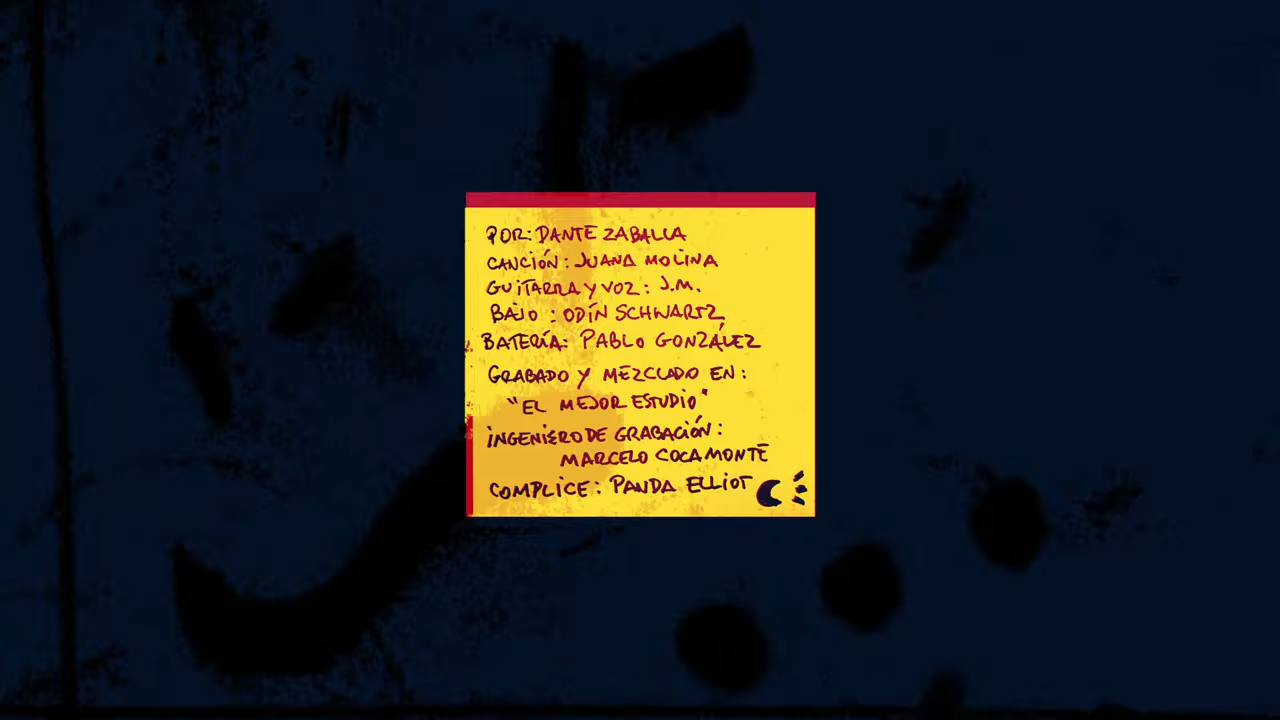 POR: DANTE ZABALLA
CANCIÓN: JUANA MOLINA
GUITARRA Y VOZ: J.M.
BAJO: ODÍN SCHWARTZ
BATERÍA: PABLO GONZÁLEZ
GRABADO Y MEZCLADO EN:
"EL MEJOR ESTUDIO"
INGENIERO DE GRABACIÓN:
MARCELO COCAMONTE
COMPLICE: PANDA ELLIOT